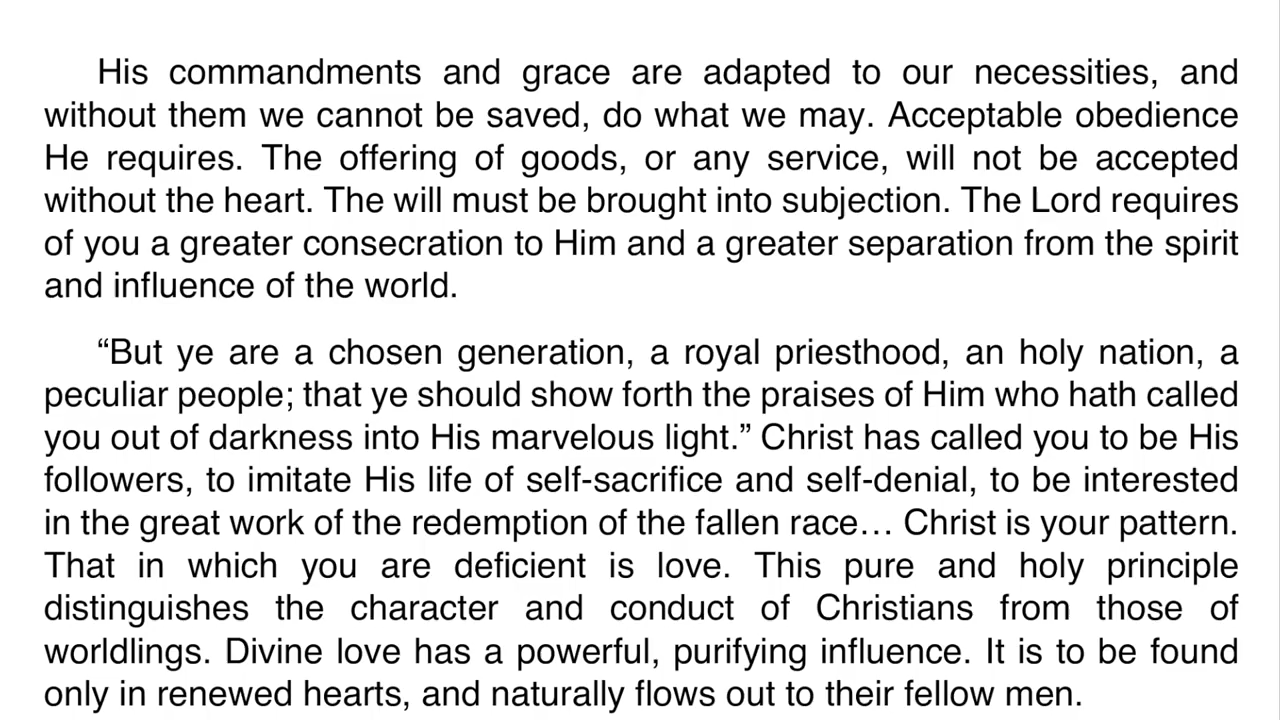 His commandments and grace are adapted to our necessities, and
without them we cannot be saved, do what we may. Acceptable obedience
He requires. The offering of goods, or any service, will not be accepted
without the heart. The will must be brought into subjection. The Lord requires
of you a greater consecration to Him and a greater separation from the spirit
and influence of the world.
“But ye are a chosen generation, a royal priesthood, an holy nation, a
peculiar people; that ye should show forth the praises of Him who hath called
you out of darkness into His marvelous light.” Christ has called you to be His
followers, to imitate His life of self-sacrifice and self-denial, to be interested
in the great work of the redemption of the fallen race… Christ is your pattern.
That in which you are deficient is love. This pure and holy principle
distinguishes the character and conduct of Christians from those of
worldlings. Divine love has a powerful, purifying influence. It is to be found
only in renewed hearts, and naturally flows out to their fellow men.